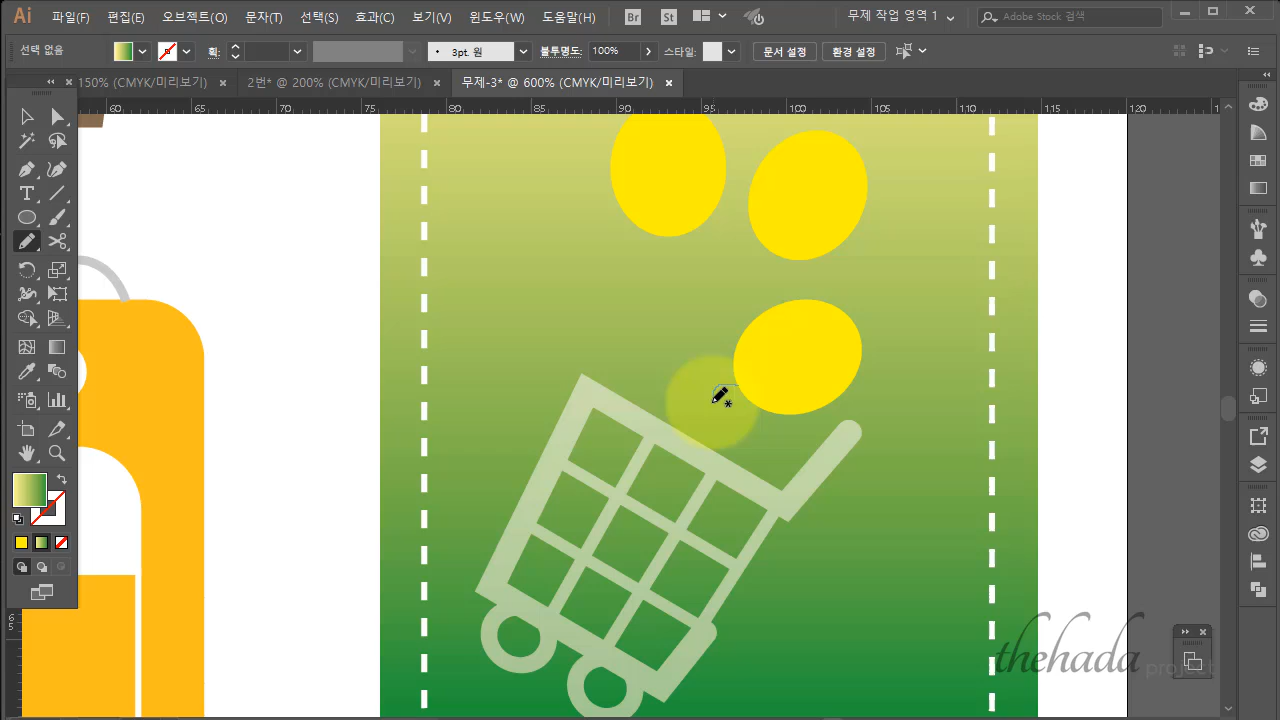 Ai 파일(F) 편집(E) 오브젝트(O) 문자(T) 선택(S) 효과(C) 보기(V) 윈도우(W) 도움말(H) Br St 무제 작업 영역 1 Adobe Stock 검색
선택 없음 획: 3pt. 원 불투명도: 100% 스타일: 문서 설정 환경 설정
150% (CMYK/미리보기) × 2번* @ 200% (CMYK/미리보기) × 무제-3* @ 600% (CMYK/미리보기) ×
60 65 70 75 80 85 90 95 100 105 110 115 120
65
thehada project